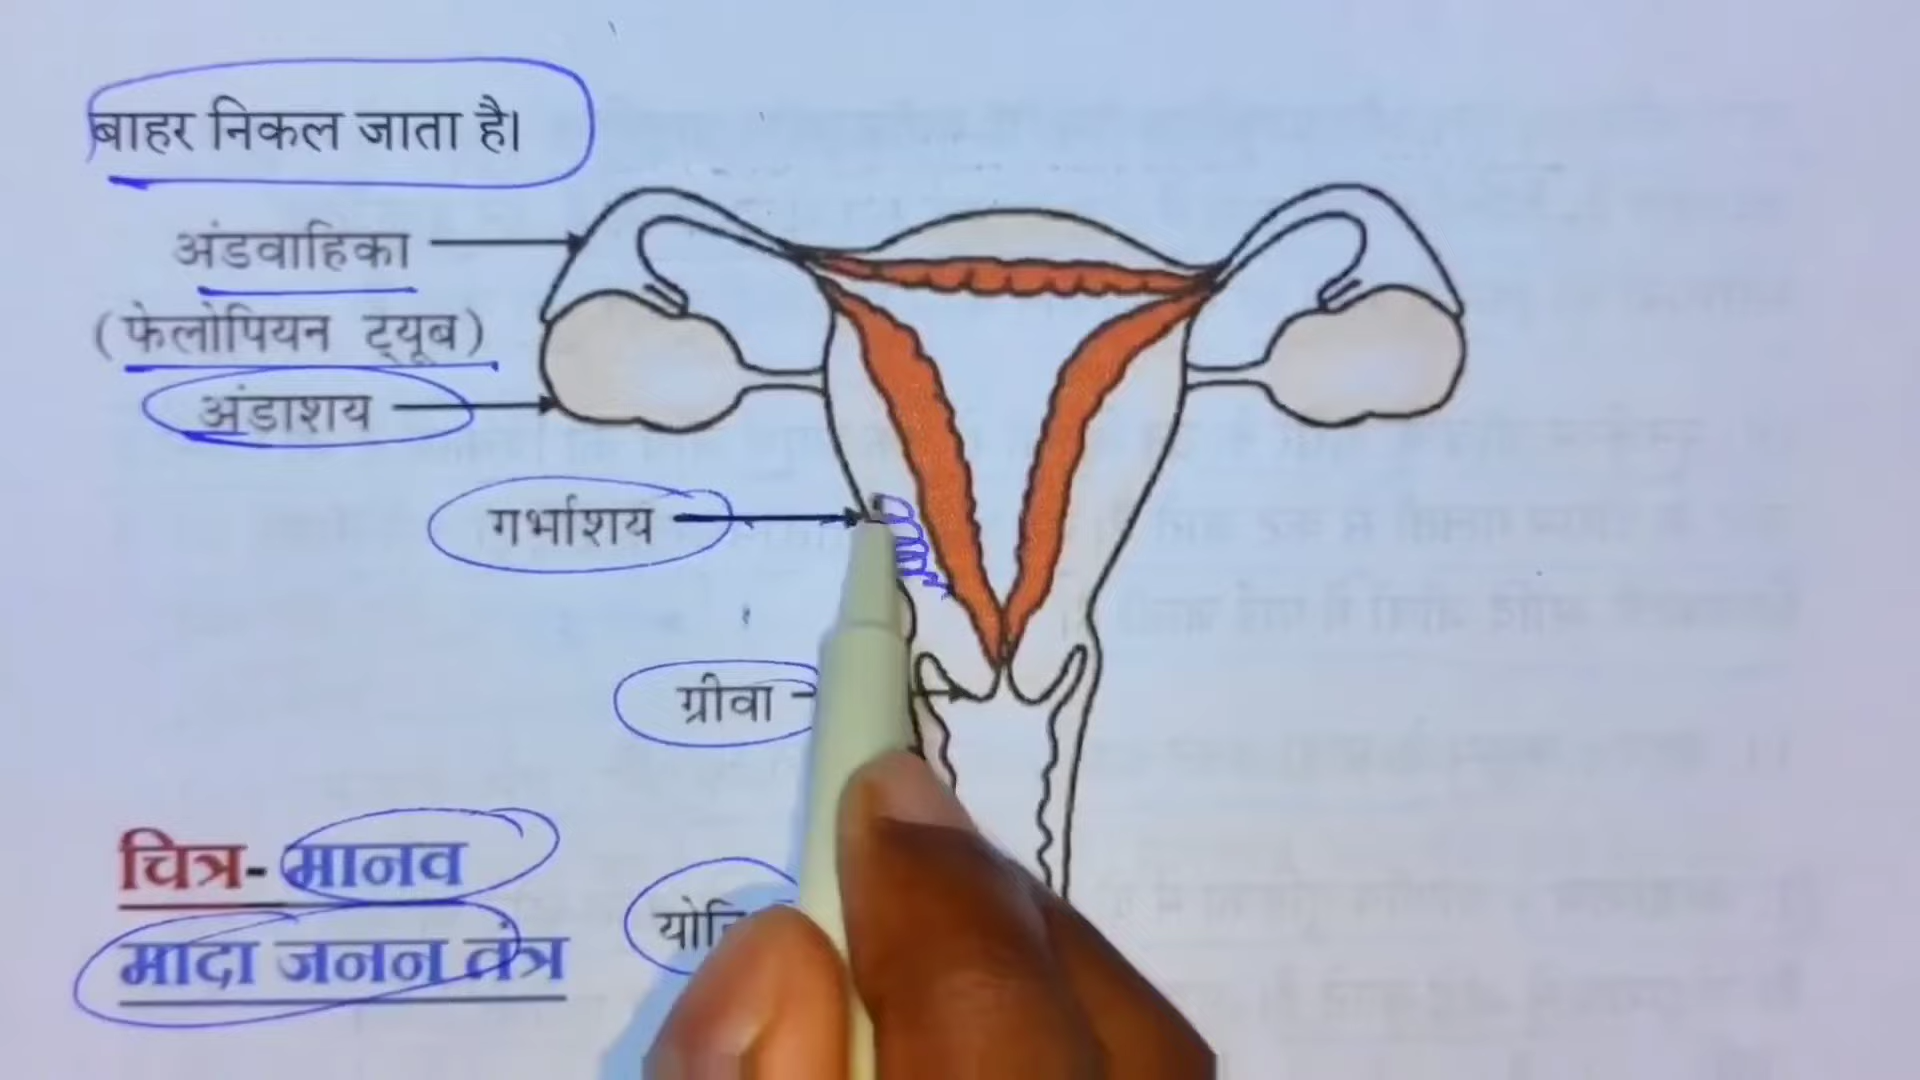 बाहर निकल जाता है।
अंडवाहिका
(फेलोपियन ट्यूब)
अंडाशय
गर्भाशय
ग्रीवा
चित्र- मानव
मादा जनन तंत्र